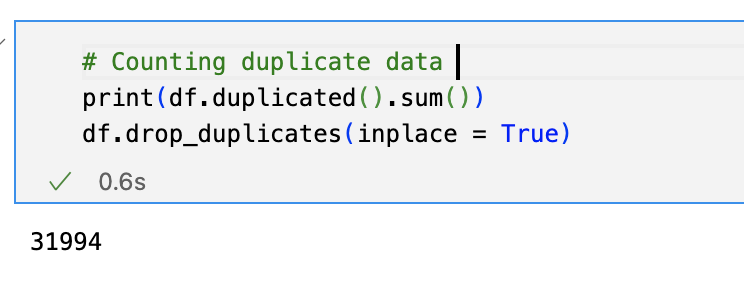 # Counting duplicate data
print(df.duplicated().sum())
df.drop_duplicates(inplace = True)
0.6s
31994